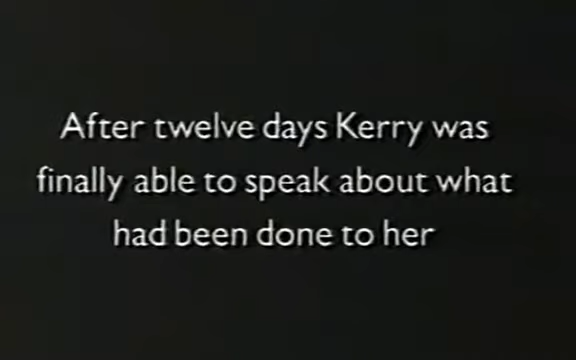 After twelve days Kerry was
finally able to speak about what
had been done to her